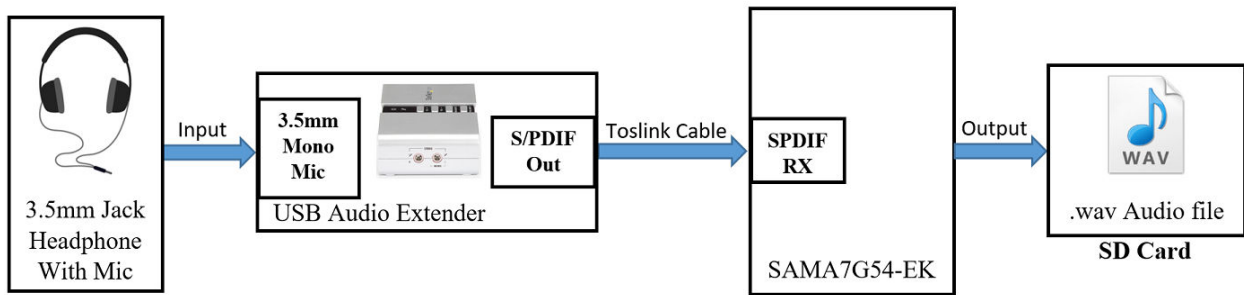 3.5mm Jack
Headphone
With Mic
Input
3.5mm
Mono
Mic
S/PDIF
Out
USB Audio Extender
Toslink Cable
SPDIF
RX
SAMA7G54-EK
Output
WAV
.wav Audio file
SD Card